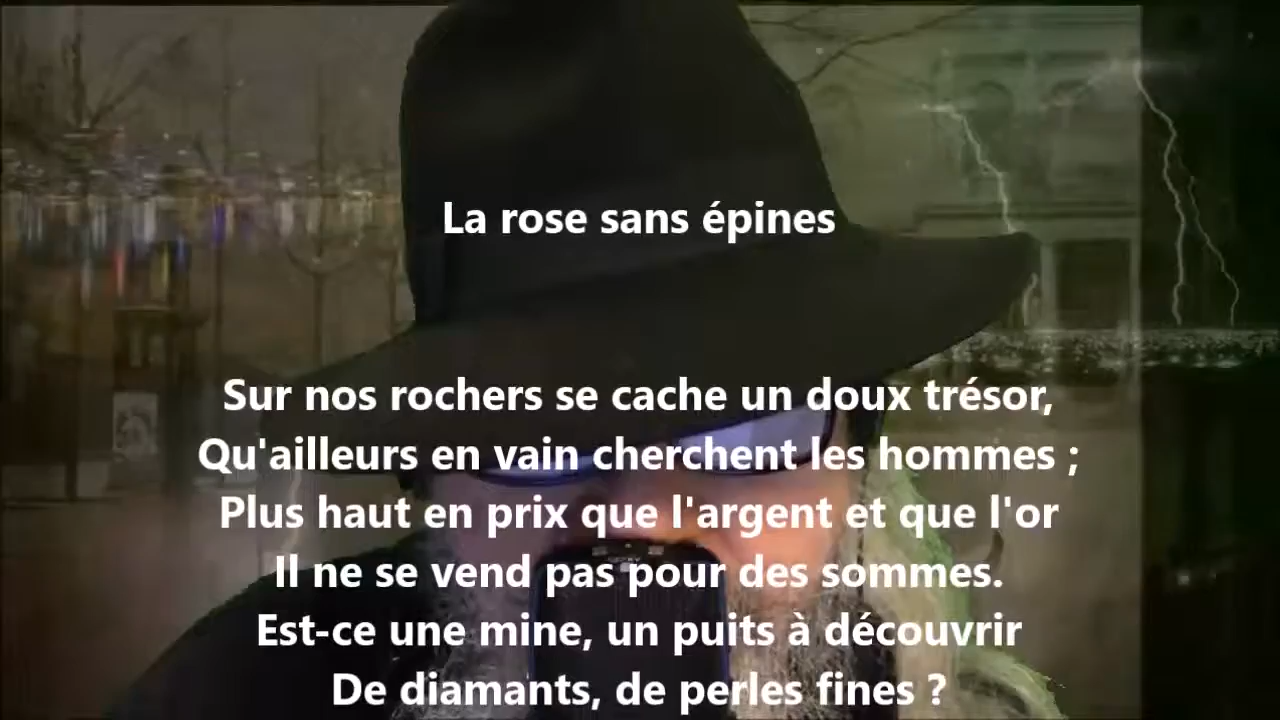 La rose sans épines
Sur nos rochers se cache un doux trésor,
Qu'ailleurs en vain cherchent les hommes ;
Plus haut en prix que l'argent et que l'or
Il ne se vend pas pour des sommes.
Est-ce une mine, un puits à découvrir
De diamants, de perles fines ?